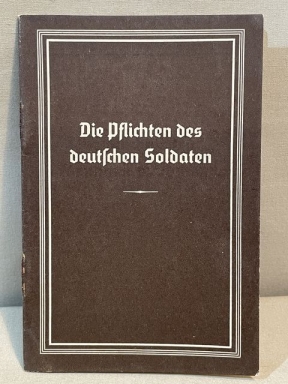 Die Pflichten des
deutſchen Soldaten